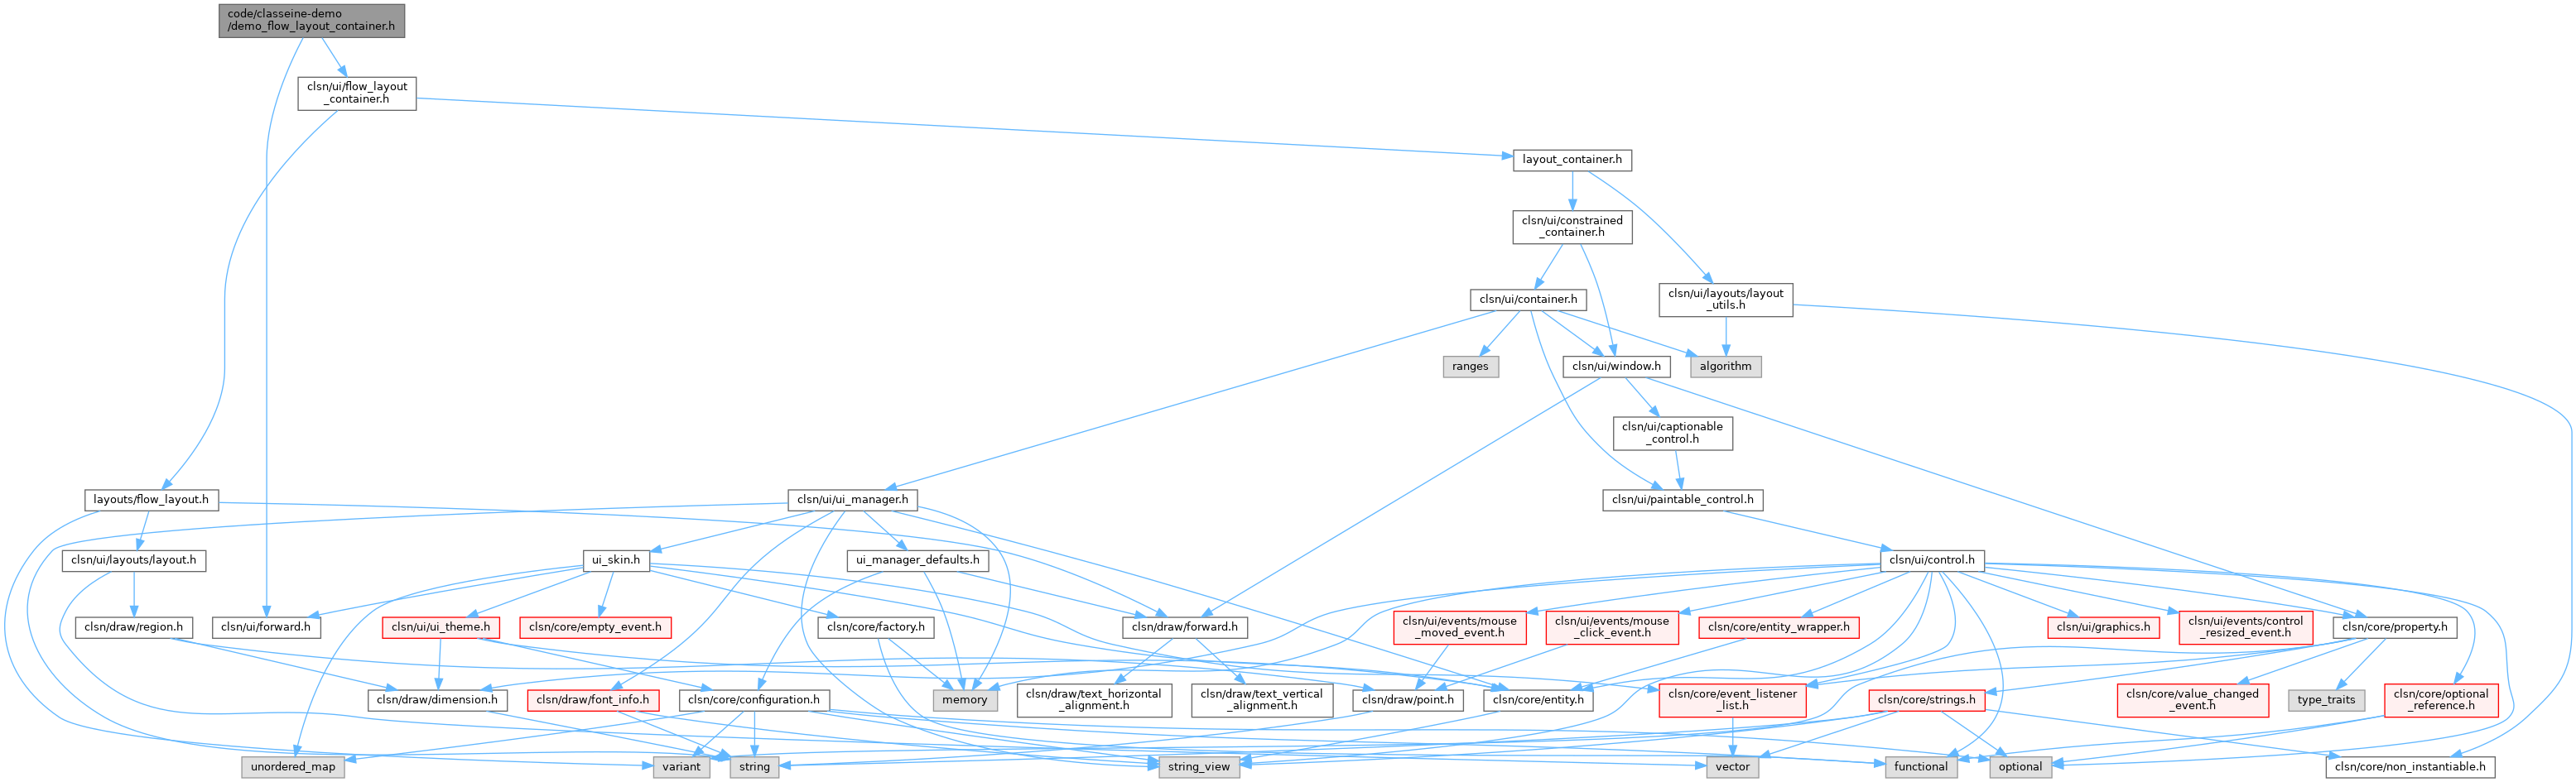 code/classeine-demo
/demo_flow_layout_container.h
clsn/ui/flow_layout
_container.h
layout_container.h
clsn/ui/constrained
_container.h
clsn/ui/container.h
clsn/ui/layouts/layout
_utils.h
ranges
clsn/ui/window.h
algorithm
clsn/ui/captionable
_control.h
layouts/flow_layout.h
clsn/ui/ui_manager.h
clsn/ui/paintable_control.h
clsn/ui/layouts/layout.h
ui_skin.h
ui_manager_defaults.h
clsn/ui/control.h
clsn/draw/region.h
clsn/ui/forward.h
clsn/ui/ui_theme.h
clsn/core/empty_event.h
clsn/core/factory.h
clsn/draw/forward.h
clsn/ui/events/mouse
_moved_event.h
clsn/ui/events/mouse
_click_event.h
clsn/core/entity_wrapper.h
clsn/ui/graphics.h
clsn/ui/events/control
_resized_event.h
clsn/core/property.h
clsn/draw/dimension.h
clsn/draw/font_info.h
clsn/core/configuration.h
memory
clsn/draw/text_horizontal
_alignment.h
clsn/draw/text_vertical
_alignment.h
clsn/draw/point.h
clsn/core/entity.h
clsn/core/event_listener
_list.h
clsn/core/strings.h
clsn/core/value_changed
_event.h
type_traits
clsn/core/optional
_reference.h
unordered_map
variant
string
string_view
vector
functional
optional
clsn/core/non_instantiable.h